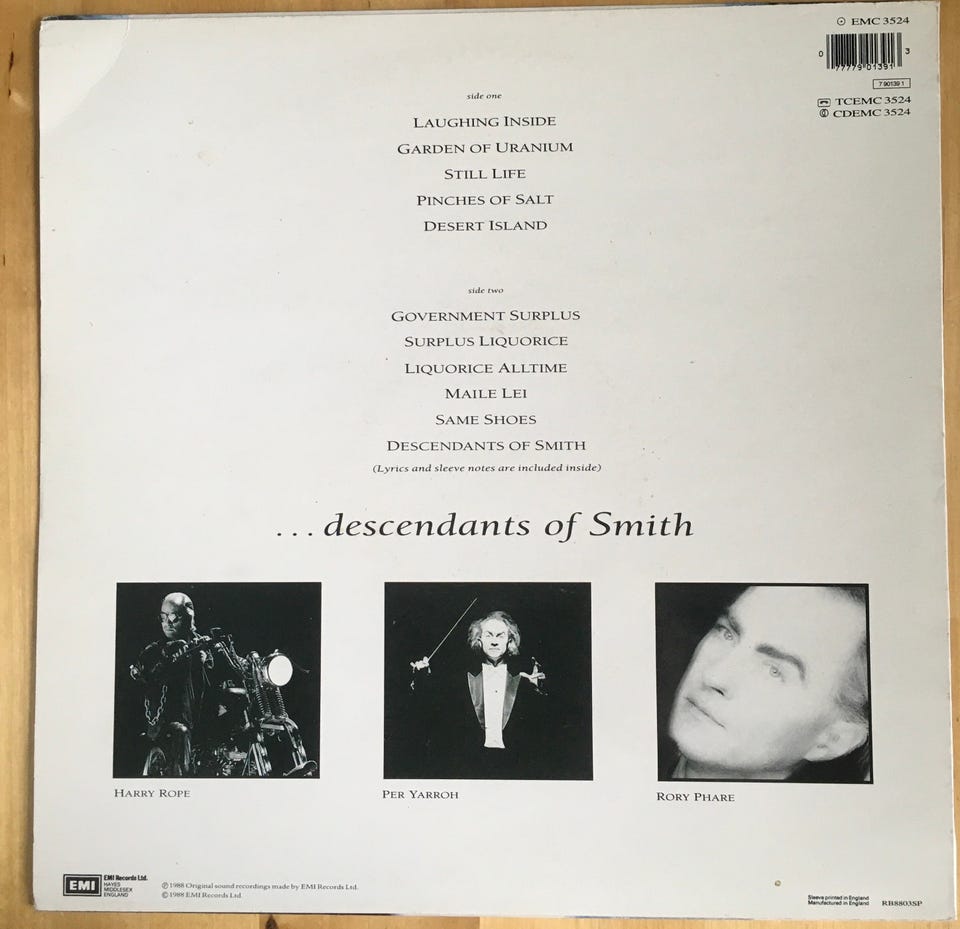 EMC 3524
0 77779 01391 3
7 90139 1
TCEMC 3524
CDEMC 3524
side one
LAUGHING INSIDE
GARDEN OF URANIUM
STILL LIFE
PINCHES OF SALT
DESERT ISLAND
side two
GOVERNMENT SURPLUS
SURPLUS LIQUORICE
LIQUORICE ALLTIME
MAILE LEI
SAME SHOES
DESCENDANTS OF SMITH
(Lyrics and sleeve notes are included inside)
...descendants of Smith
HARRY ROPE
PER YARROH
RORY PHARE
EMI
EMI Records Ltd.
HAYES
MIDDLESEX
ENGLAND
℗ 1988 Original sound recordings made by EMI Records Ltd.
© 1988 EMI Records Ltd.
Sleeve printed in England
Manufactured in England
RB8803SP